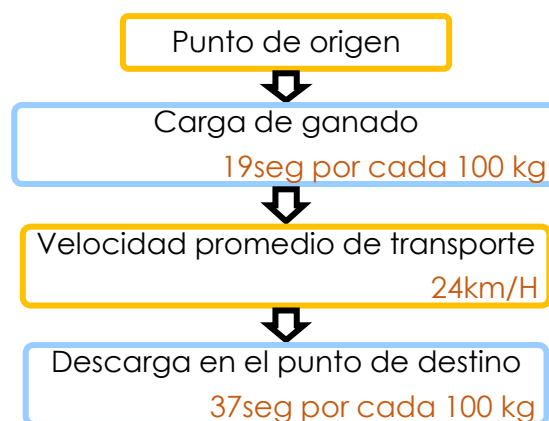 Punto de origen
Carga de ganado
19seg por cada 100 kg
Velocidad promedio de transporte
24km/H
Descarga en el punto de destino
37seg por cada 100 kg